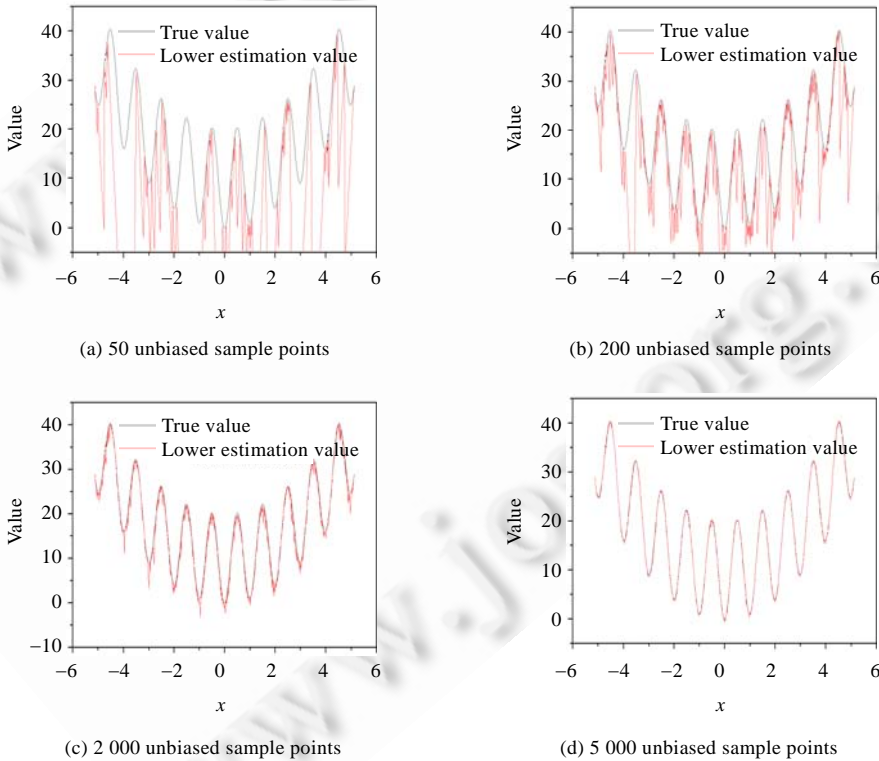 True value
Lower estimation value
40
30
20
10
0
Value
−6 −4 −2 0 2 4 6
x
(a) 50 unbiased sample points
True value
Lower estimation value
40
30
20
10
0
Value
−6 −4 −2 0 2 4 6
x
(b) 200 unbiased sample points
True value
Lower estimation value
40
30
20
10
0
−10
Value
−6 −4 −2 0 2 4 6
x
(c) 2 000 unbiased sample points
True value
Lower estimation value
40
30
20
10
0
Value
−6 −4 −2 0 2 4 6
x
(d) 5 000 unbiased sample points